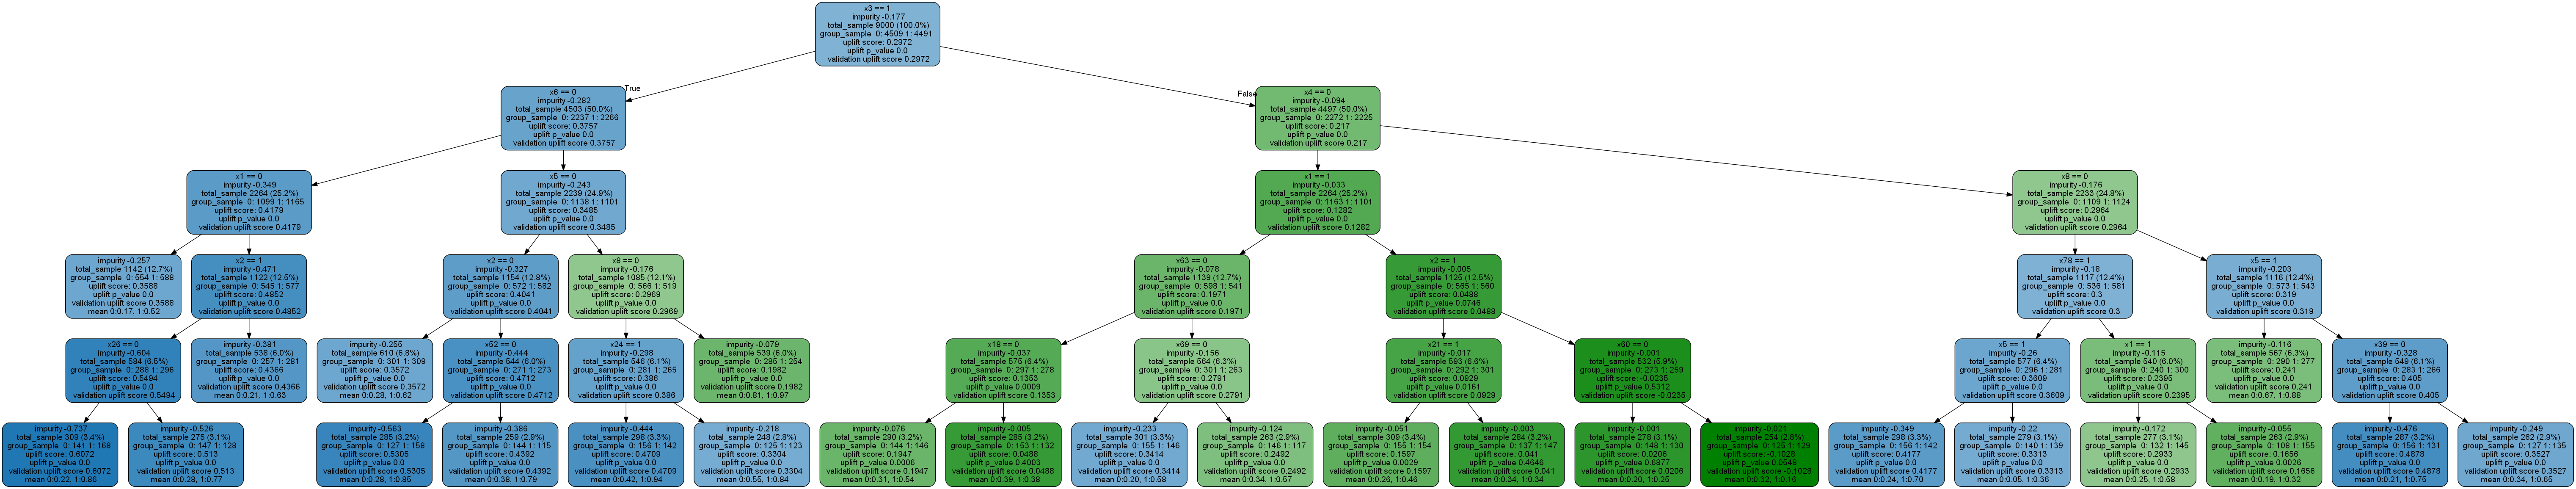 x3 == 1
impurity -0.177
total_sample 9000 (100.0%)
group_sample 0: 4509 1: 4491
uplift score: 0.2972
uplift p_value 0.0
validation uplift score 0.2972
True
False
x6 == 0
impurity -0.282
total_sample 4503 (50.0%)
group_sample 0: 2237 1: 2266
uplift score: 0.3757
uplift p_value 0.0
validation uplift score 0.3757
x4 == 0
impurity -0.094
total_sample 4497 (50.0%)
group_sample 0: 2272 1: 2225
uplift score: 0.217
uplift p_value 0.0
validation uplift score 0.217
x1 == 0
impurity -0.349
total_sample 2264 (25.2%)
group_sample 0: 1099 1: 1165
uplift score: 0.4179
uplift p_value 0.0
validation uplift score 0.4179
x5 == 0
impurity -0.243
total_sample 2239 (24.9%)
group_sample 0: 1138 1: 1101
uplift score: 0.3485
uplift p_value 0.0
validation uplift score 0.3485
x1 == 1
impurity -0.033
total_sample 2264 (25.2%)
group_sample 0: 1163 1: 1101
uplift score: 0.1282
uplift p_value 0.0
validation uplift score 0.1282
x8 == 0
impurity -0.176
total_sample 2233 (24.8%)
group_sample 0: 1109 1: 1124
uplift score: 0.2964
uplift p_value 0.0
validation uplift score 0.2964
impurity -0.257
total_sample 1142 (12.7%)
group_sample 0: 554 1: 588
uplift score: 0.3588
uplift p_value 0.0
validation uplift score 0.3588
mean 0:0.17, 1:0.52
x2 == 1
impurity -0.471
total_sample 1122 (12.5%)
group_sample 0: 545 1: 577
uplift score: 0.4852
uplift p_value 0.0
validation uplift score 0.4852
x2 == 0
impurity -0.327
total_sample 1154 (12.8%)
group_sample 0: 572 1: 582
uplift score: 0.4041
uplift p_value 0.0
validation uplift score 0.4041
x8 == 0
impurity -0.176
total_sample 1085 (12.1%)
group_sample 0: 566 1: 519
uplift score: 0.2969
uplift p_value 0.0
validation uplift score 0.2969
x63 == 0
impurity -0.078
total_sample 1139 (12.7%)
group_sample 0: 598 1: 541
uplift score: 0.1971
uplift p_value 0.0
validation uplift score 0.1971
x2 == 1
impurity -0.005
total_sample 1125 (12.5%)
group_sample 0: 565 1: 560
uplift score: 0.0488
uplift p_value 0.0746
validation uplift score 0.0488
x78 == 1
impurity -0.18
total_sample 1117 (12.4%)
group_sample 0: 536 1: 581
uplift score: 0.3
uplift p_value 0.0
validation uplift score 0.3
x5 == 1
impurity -0.203
total_sample 1116 (12.4%)
group_sample 0: 573 1: 543
uplift score: 0.319
uplift p_value 0.0
validation uplift score 0.319
x26 == 0
impurity -0.604
total_sample 584 (6.5%)
group_sample 0: 288 1: 296
uplift score: 0.5494
uplift p_value 0.0
validation uplift score 0.5494
impurity -0.381
total_sample 538 (6.0%)
group_sample 0: 257 1: 281
uplift score: 0.4366
uplift p_value 0.0
validation uplift score 0.4366
mean 0:0.21, 1:0.63
impurity -0.255
total_sample 610 (6.8%)
group_sample 0: 301 1: 309
uplift score: 0.3572
uplift p_value 0.0
validation uplift score 0.3572
mean 0:0.28, 1:0.62
x52 == 0
impurity -0.444
total_sample 544 (6.0%)
group_sample 0: 271 1: 273
uplift score: 0.4712
uplift p_value 0.0
validation uplift score 0.4712
x24 == 1
impurity -0.298
total_sample 546 (6.1%)
group_sample 0: 281 1: 265
uplift score: 0.386
uplift p_value 0.0
validation uplift score 0.386
impurity -0.079
total_sample 539 (6.0%)
group_sample 0: 285 1: 254
uplift score: 0.1982
uplift p_value 0.0
validation uplift score 0.1982
mean 0:0.81, 1:0.97
x18 == 0
impurity -0.037
total_sample 575 (6.4%)
group_sample 0: 297 1: 278
uplift score: 0.1353
uplift p_value 0.0009
validation uplift score 0.1353
x69 == 0
impurity -0.156
total_sample 564 (6.3%)
group_sample 0: 301 1: 263
uplift score: 0.2791
uplift p_value 0.0
validation uplift score 0.2791
x21 == 1
impurity -0.017
total_sample 593 (6.6%)
group_sample 0: 292 1: 301
uplift score: 0.0929
uplift p_value 0.0161
validation uplift score 0.0929
x60 == 0
impurity -0.001
total_sample 532 (5.9%)
group_sample 0: 273 1: 259
uplift score: -0.0235
uplift p_value 0.5312
validation uplift score -0.0235
x5 == 1
impurity -0.26
total_sample 577 (6.4%)
group_sample 0: 296 1: 281
uplift score: 0.3609
uplift p_value 0.0
validation uplift score 0.3609
x1 == 1
impurity -0.115
total_sample 540 (6.0%)
group_sample 0: 240 1: 300
uplift score: 0.2395
uplift p_value 0.0
validation uplift score 0.2395
impurity -0.116
total_sample 567 (6.3%)
group_sample 0: 290 1: 277
uplift score: 0.241
uplift p_value 0.0
validation uplift score 0.241
mean 0:0.67, 1:0.88
x39 == 0
impurity -0.328
total_sample 549 (6.1%)
group_sample 0: 283 1: 266
uplift score: 0.405
uplift p_value 0.0
validation uplift score 0.405
impurity -0.737
total_sample 309 (3.4%)
group_sample 0: 141 1: 168
uplift score: 0.6072
uplift p_value 0.0
validation uplift score 0.6072
mean 0:0.22, 1:0.86
impurity -0.526
total_sample 275 (3.1%)
group_sample 0: 147 1: 128
uplift score: 0.513
uplift p_value 0.0
validation uplift score 0.513
mean 0:0.28, 1:0.77
impurity -0.563
total_sample 285 (3.2%)
group_sample 0: 127 1: 158
uplift score: 0.5305
uplift p_value 0.0
validation uplift score 0.5305
mean 0:0.28, 1:0.85
impurity -0.386
total_sample 259 (2.9%)
group_sample 0: 144 1: 115
uplift score: 0.4392
uplift p_value 0.0
validation uplift score 0.4392
mean 0:0.38, 1:0.79
impurity -0.444
total_sample 298 (3.3%)
group_sample 0: 156 1: 142
uplift score: 0.4709
uplift p_value 0.0
validation uplift score 0.4709
mean 0:0.42, 1:0.94
impurity -0.218
total_sample 248 (2.8%)
group_sample 0: 125 1: 123
uplift score: 0.3304
uplift p_value 0.0
validation uplift score 0.3304
mean 0:0.55, 1:0.84
impurity -0.076
total_sample 290 (3.2%)
group_sample 0: 144 1: 146
uplift score: 0.1947
uplift p_value 0.0006
validation uplift score 0.1947
mean 0:0.31, 1:0.54
impurity -0.005
total_sample 285 (3.2%)
group_sample 0: 153 1: 132
uplift score: 0.0488
uplift p_value 0.4003
validation uplift score 0.0488
mean 0:0.39, 1:0.38
impurity -0.233
total_sample 301 (3.3%)
group_sample 0: 155 1: 146
uplift score: 0.3414
uplift p_value 0.0
validation uplift score 0.3414
mean 0:0.20, 1:0.58
impurity -0.124
total_sample 263 (2.9%)
group_sample 0: 146 1: 117
uplift score: 0.2492
uplift p_value 0.0
validation uplift score 0.2492
mean 0:0.34, 1:0.57
impurity -0.051
total_sample 309 (3.4%)
group_sample 0: 155 1: 154
uplift score: 0.1597
uplift p_value 0.0029
validation uplift score 0.1597
mean 0:0.26, 1:0.46
impurity -0.003
total_sample 284 (3.2%)
group_sample 0: 137 1: 147
uplift score: 0.041
uplift p_value 0.4646
validation uplift score 0.041
mean 0:0.34, 1:0.34
impurity -0.001
total_sample 278 (3.1%)
group_sample 0: 148 1: 130
uplift score: 0.0206
uplift p_value 0.6877
validation uplift score 0.0206
mean 0:0.20, 1:0.25
impurity -0.021
total_sample 254 (2.8%)
group_sample 0: 125 1: 129
uplift score: -0.1028
uplift p_value 0.0548
validation uplift score -0.1028
mean 0:0.32, 1:0.16
impurity -0.349
total_sample 298 (3.3%)
group_sample 0: 156 1: 142
uplift score: 0.4177
uplift p_value 0.0
validation uplift score 0.4177
mean 0:0.24, 1:0.70
impurity -0.22
total_sample 279 (3.1%)
group_sample 0: 140 1: 139
uplift score: 0.3313
uplift p_value 0.0
validation uplift score 0.3313
mean 0:0.05, 1:0.36
impurity -0.172
total_sample 277 (3.1%)
group_sample 0: 132 1: 145
uplift score: 0.2933
uplift p_value 0.0
validation uplift score 0.2933
mean 0:0.25, 1:0.58
impurity -0.055
total_sample 263 (2.9%)
group_sample 0: 108 1: 155
uplift score: 0.1656
uplift p_value 0.0026
validation uplift score 0.1656
mean 0:0.19, 1:0.32
impurity -0.476
total_sample 287 (3.2%)
group_sample 0: 156 1: 131
uplift score: 0.4878
uplift p_value 0.0
validation uplift score 0.4878
mean 0:0.21, 1:0.75
impurity -0.249
total_sample 262 (2.9%)
group_sample 0: 127 1: 135
uplift score: 0.3527
uplift p_value 0.0
validation uplift score 0.3527
mean 0:0.34, 1:0.65